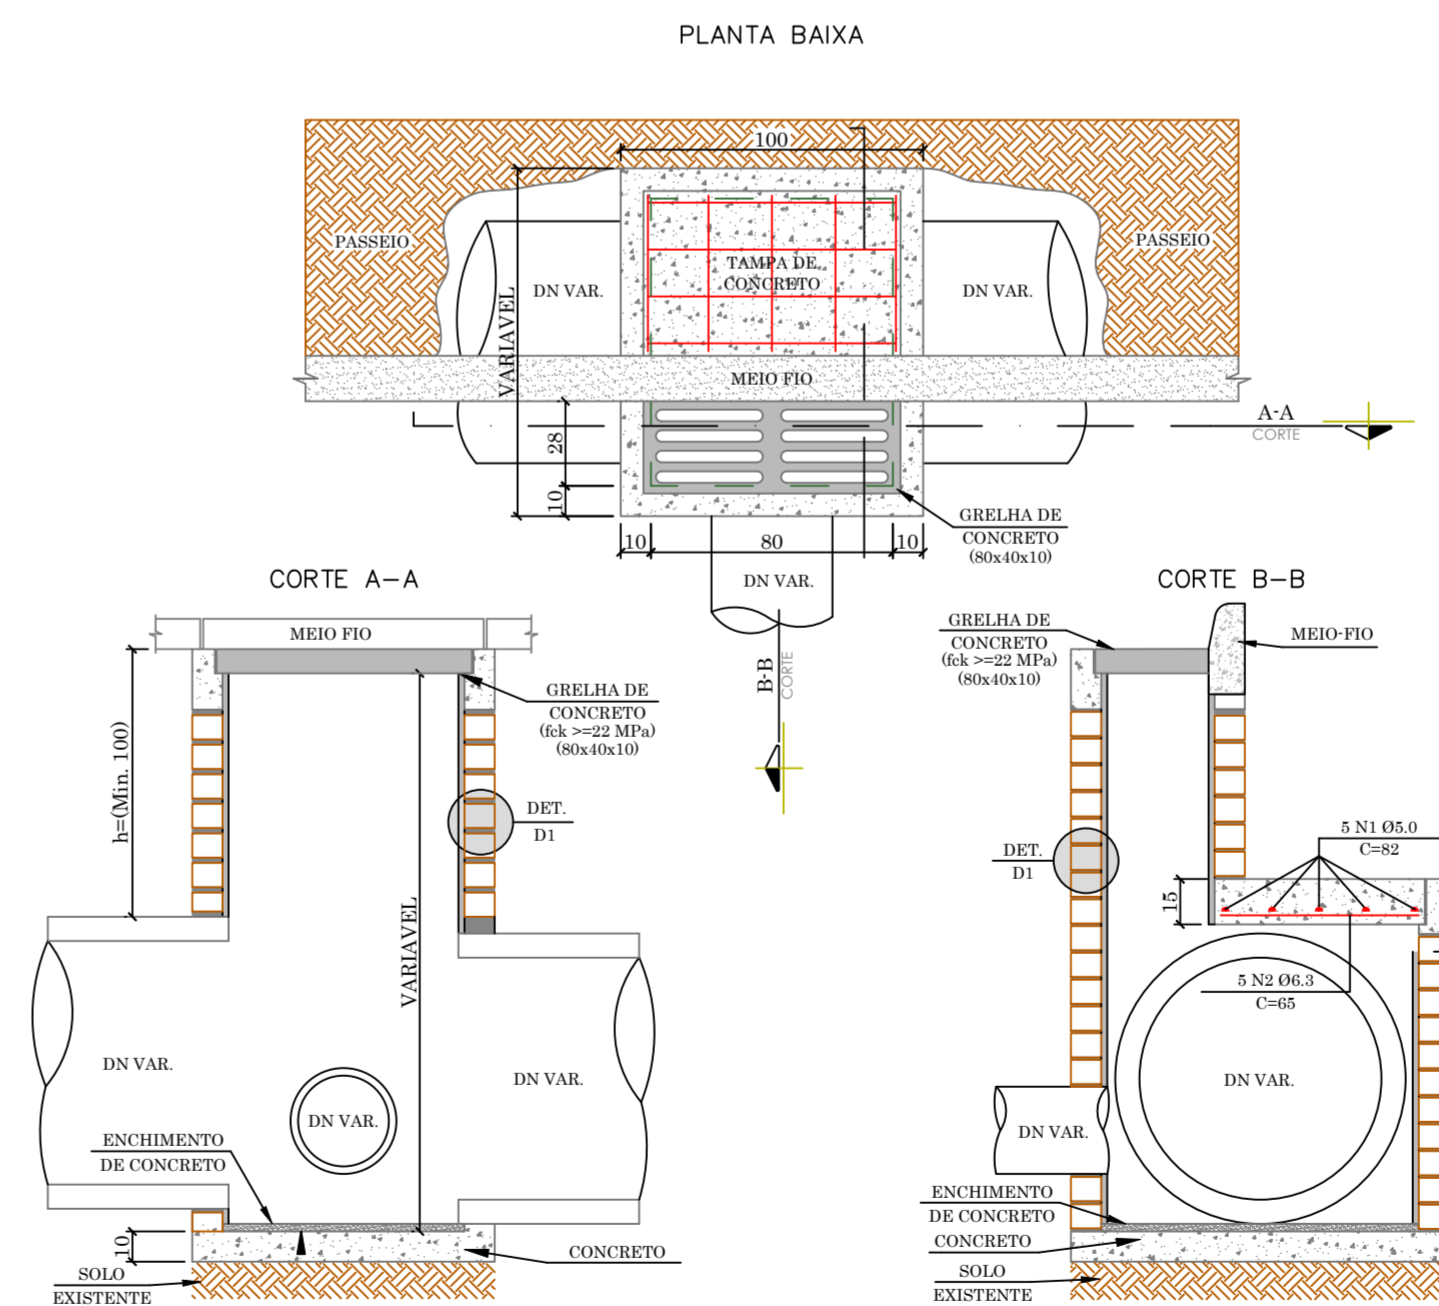 PLANTA BAIXA
100
PASSEIO
PASSEIO
TAMPA DE
CONCRETO
DN VAR.
DN VAR.
VARIAVEL
MEIO FIO
28
10
A-A
CORTE
GRELHA DE
CONCRETO
(80x40x10)
10
80
10
DN VAR.
B-B
CORTE
CORTE A-A
MEIO FIO
h=(Min. 100)
GRELHA DE
CONCRETO
(fck >=22 MPa)
(80x40x10)
DET.
D1
VARIAVEL
DN VAR.
DN VAR.
DN VAR.
ENCHIMENTO
DE CONCRETO
10
CONCRETO
SOLO
EXISTENTE
CORTE B-B
GRELHA DE
CONCRETO
(fck >=22 MPa)
(80x40x10)
MEIO-FIO
DET.
D1
5 N1 Ø5.0
C=82
15
5 N2 Ø6.3
C=65
DN VAR.
DN VAR.
ENCHIMENTO
DE CONCRETO
CONCRETO
SOLO
EXISTENTE